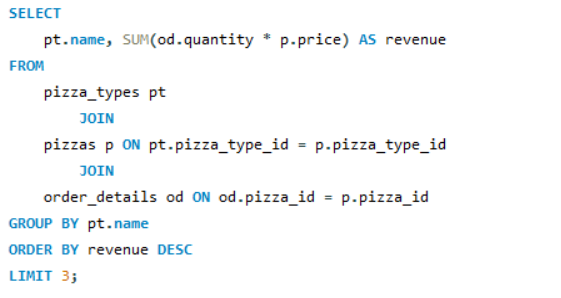 SELECT
    pt.name, SUM(od.quantity * p.price) AS revenue
FROM
    pizza_types pt
        JOIN
    pizzas p ON pt.pizza_type_id = p.pizza_type_id
        JOIN
    order_details od ON od.pizza_id = p.pizza_id
GROUP BY pt.name
ORDER BY revenue DESC
LIMIT 3;